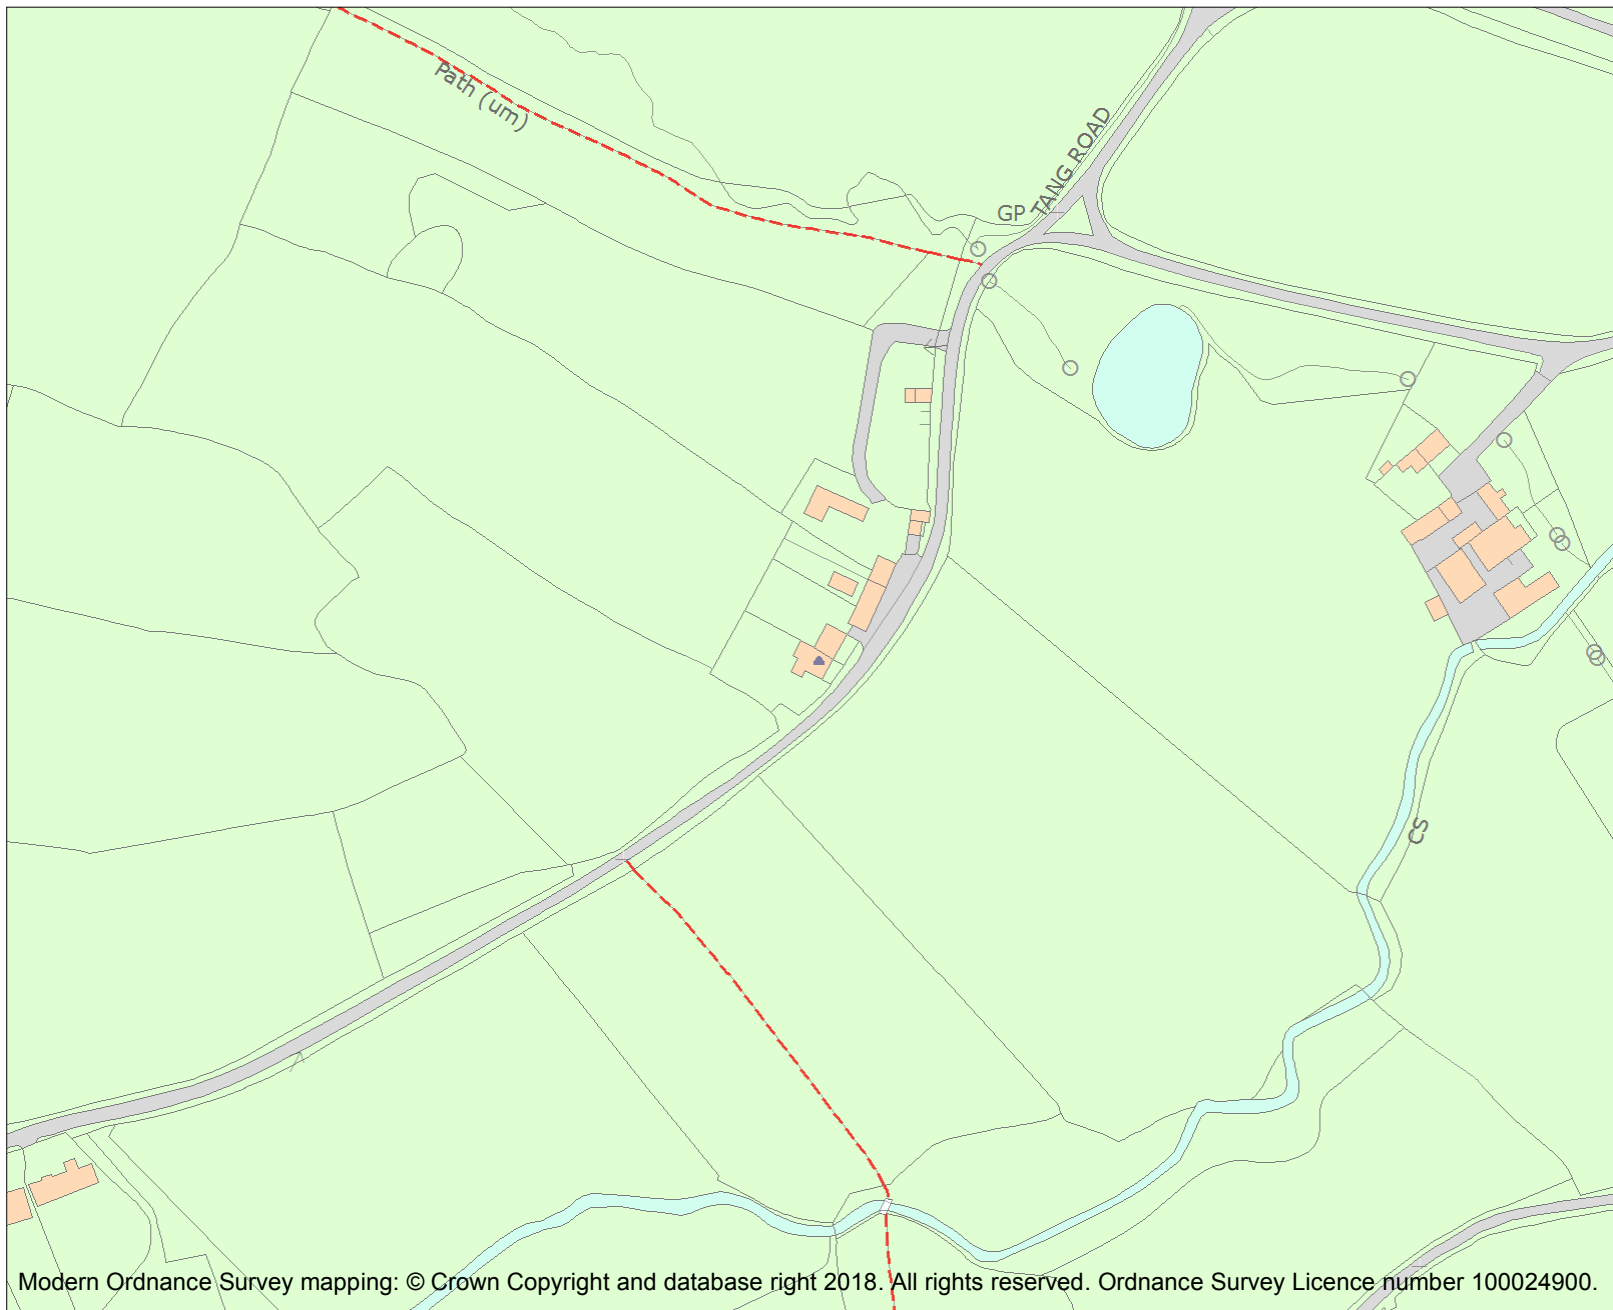 Path (um)
TANG ROAD
GP
CS
Modern Ordnance Survey mapping: © Crown Copyright and database right 2018. All rights reserved. Ordnance Survey Licence number 100024900.